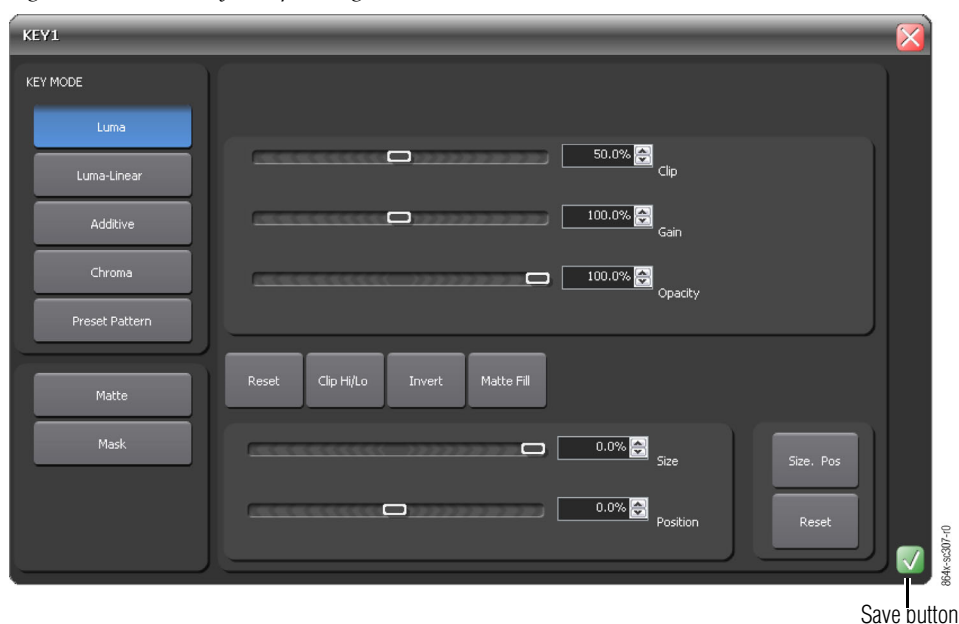 KEY1
KEY MODE
Luma
Luma-Linear
Additive
Chroma
Preset Pattern
Matte
Mask
50.0%
Clip
100.0%
Gain
100.0%
Opacity
Reset
Clip Hi/Lo
Invert
Matte Fill
0.0%
Size
0.0%
Position
Size. Pos
Reset
864x-sc307-r0
Save button